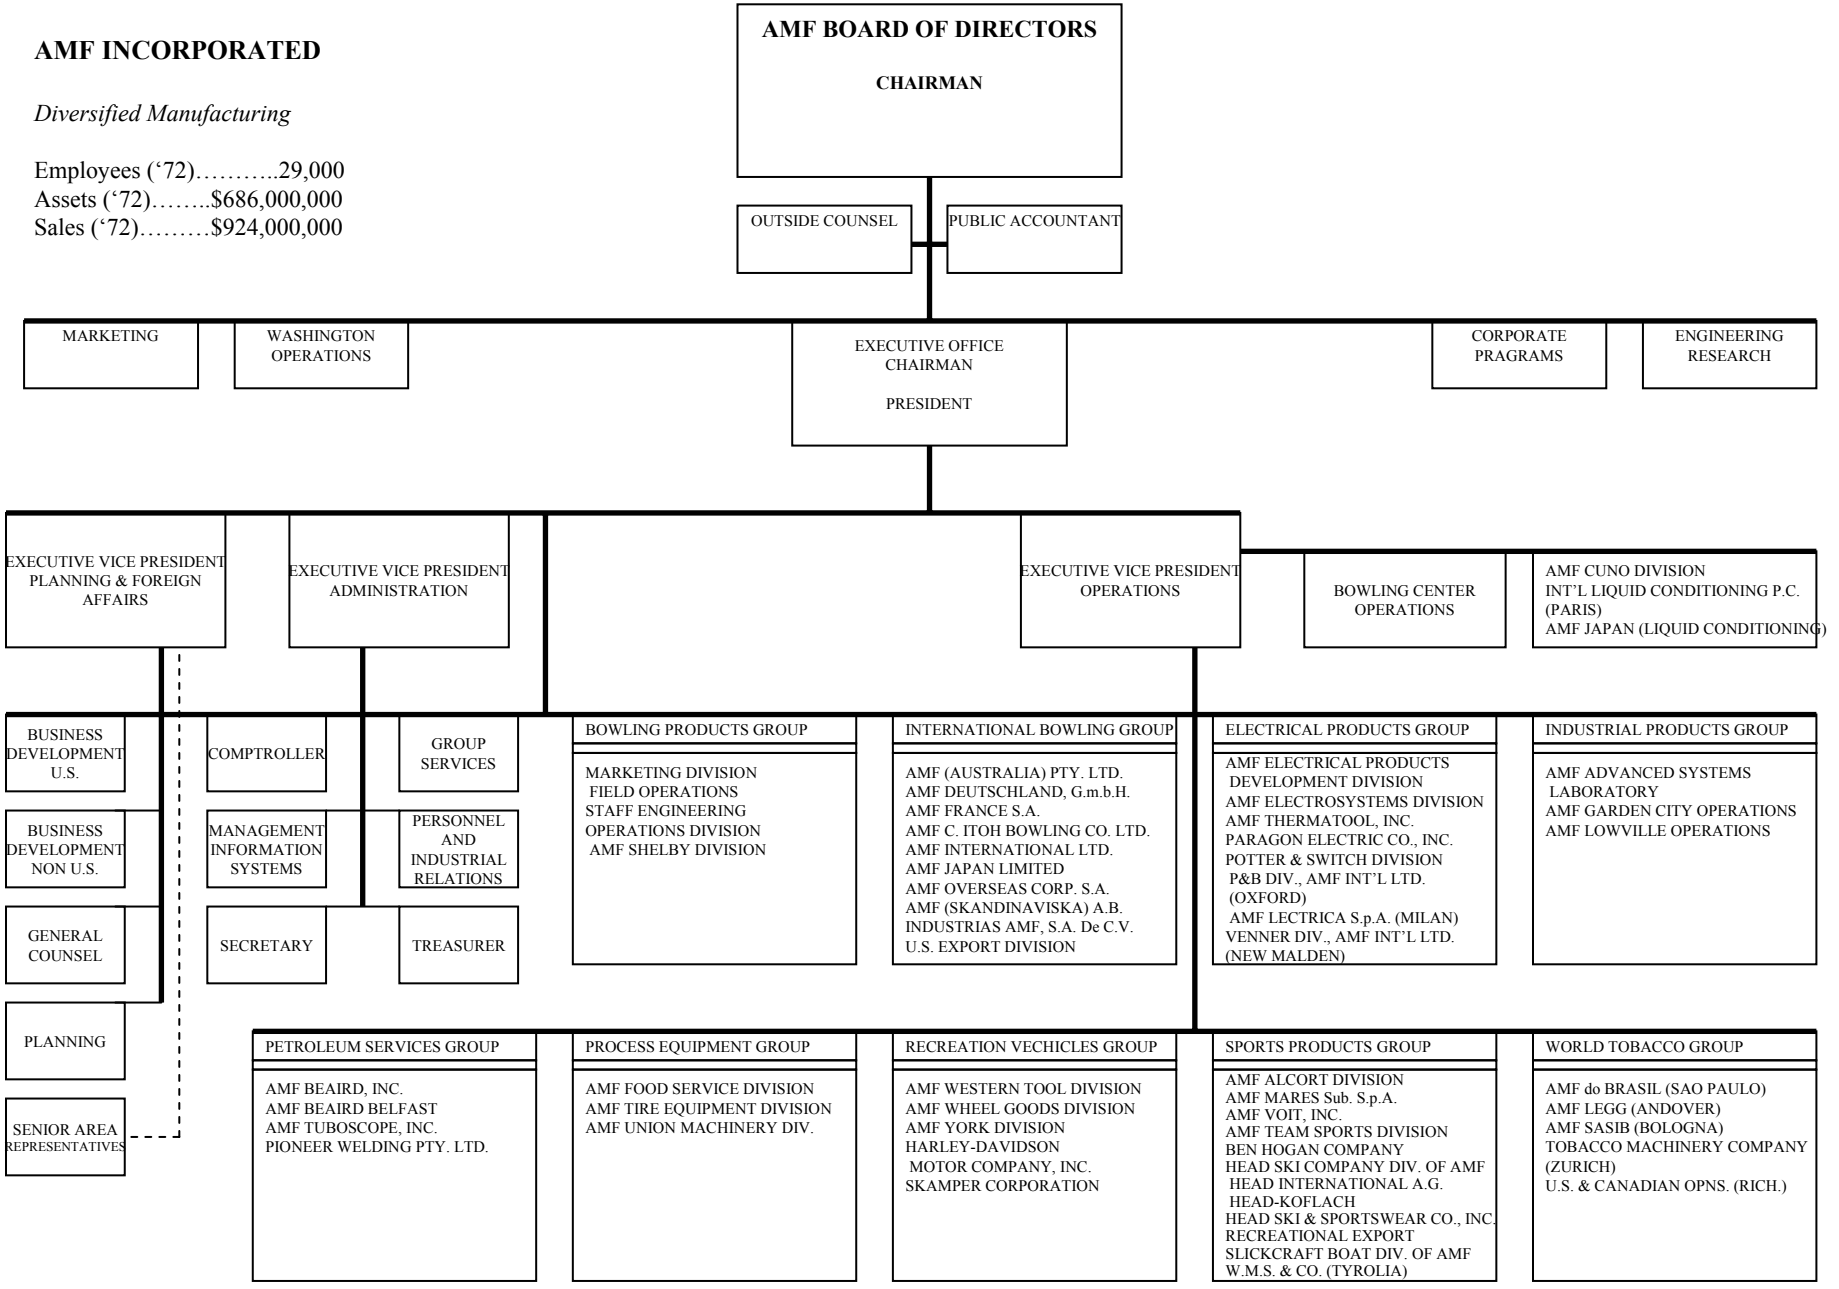 AMF INCORPORATED
Diversified Manufacturing
Employees (‘72)………..29,000
Assets (‘72)……..$686,000,000
Sales (‘72)………$924,000,000
AMF BOARD OF DIRECTORS
CHAIRMAN
OUTSIDE COUNSEL
PUBLIC ACCOUNTANT
MARKETING
WASHINGTON
OPERATIONS
EXECUTIVE OFFICE
CHAIRMAN
PRESIDENT
CORPORATE
PRAGRAMS
ENGINEERING
RESEARCH
EXECUTIVE VICE PRESIDENT
PLANNING & FOREIGN
AFFAIRS
EXECUTIVE VICE PRESIDENT
ADMINISTRATION
EXECUTIVE VICE PRESIDENT
OPERATIONS
BOWLING CENTER
OPERATIONS
AMF CUNO DIVISION
INT’L LIQUID CONDITIONING P.C.
(PARIS)
AMF JAPAN (LIQUID CONDITIONING)
BUSINESS
DEVELOPMENT
U.S.
COMPTROLLER
GROUP
SERVICES
BUSINESS
DEVELOPMENT
NON U.S.
MANAGEMENT
INFORMATION
SYSTEMS
PERSONNEL
AND
INDUSTRIAL
RELATIONS
GENERAL
COUNSEL
SECRETARY
TREASURER
PLANNING
SENIOR AREA
REPRESENTATIVES
BOWLING PRODUCTS GROUP
MARKETING DIVISION
FIELD OPERATIONS
STAFF ENGINEERING
OPERATIONS DIVISION
AMF SHELBY DIVISION
INTERNATIONAL BOWLING GROUP
AMF (AUSTRALIA) PTY. LTD.
AMF DEUTSCHLAND, G.m.b.H.
AMF FRANCE S.A.
AMF C. ITOH BOWLING CO. LTD.
AMF INTERNATIONAL LTD.
AMF JAPAN LIMITED
AMF OVERSEAS CORP. S.A.
AMF (SKANDINAVISKA) A.B.
INDUSTRIAS AMF, S.A. De C.V.
U.S. EXPORT DIVISION
ELECTRICAL PRODUCTS GROUP
AMF ELECTRICAL PRODUCTS
DEVELOPMENT DIVISION
AMF ELECTROSYSTEMS DIVISION
AMF THERMATOOL, INC.
PARAGON ELECTRIC CO., INC.
POTTER & SWITCH DIVISION
P&B DIV., AMF INT’L LTD.
(OXFORD)
AMF LECTRICA S.p.A. (MILAN)
VENNER DIV., AMF INT’L LTD.
(NEW MALDEN)
INDUSTRIAL PRODUCTS GROUP
AMF ADVANCED SYSTEMS
LABORATORY
AMF GARDEN CITY OPERATIONS
AMF LOWVILLE OPERATIONS
PETROLEUM SERVICES GROUP
AMF BEAIRD, INC.
AMF BEAIRD BELFAST
AMF TUBOSCOPE, INC.
PIONEER WELDING PTY. LTD.
PROCESS EQUIPMENT GROUP
AMF FOOD SERVICE DIVISION
AMF TIRE EQUIPMENT DIVISION
AMF UNION MACHINERY DIV.
RECREATION VECHICLES GROUP
AMF WESTERN TOOL DIVISION
AMF WHEEL GOODS DIVISION
AMF YORK DIVISION
HARLEY-DAVIDSON
MOTOR COMPANY, INC.
SKAMPER CORPORATION
SPORTS PRODUCTS GROUP
AMF ALCORT DIVISION
AMF MARES Sub. S.p.A.
AMF VOIT, INC.
AMF TEAM SPORTS DIVISION
BEN HOGAN COMPANY
HEAD SKI COMPANY DIV. OF AMF
HEAD INTERNATIONAL A.G.
HEAD-KOFLACH
HEAD SKI & SPORTSWEAR CO., INC.
RECREATIONAL EXPORT
SLICKCRAFT BOAT DIV. OF AMF
W.M.S. & CO. (TYROLIA)
WORLD TOBACCO GROUP
AMF do BRASIL (SAO PAULO)
AMF LEGG (ANDOVER)
AMF SASIB (BOLOGNA)
TOBACCO MACHINERY COMPANY
(ZURICH)
U.S. & CANADIAN OPNS. (RICH.)